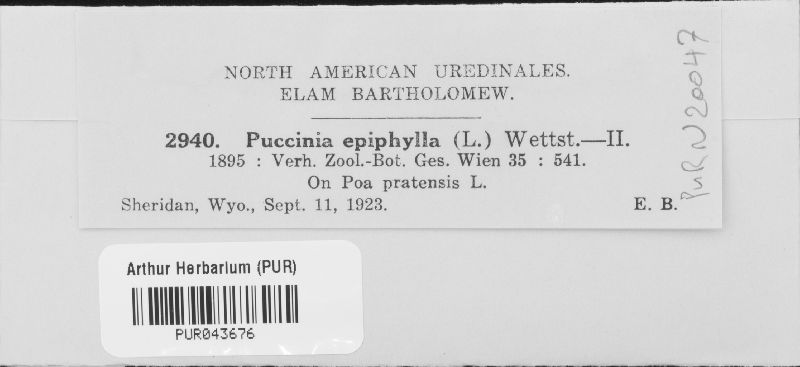 NORTH AMERICAN UREDINALES.
ELAM BARTHOLOMEW.
2940. Puccinia epiphylla (L.) Wettst.—II.
1895 : Verh. Zool.-Bot. Ges. Wien 35 : 541.
On Poa pratensis L.
Sheridan, Wyo., Sept. 11, 1923. E. B.
PUR N20047
Arthur Herbarium (PUR)
PUR043676